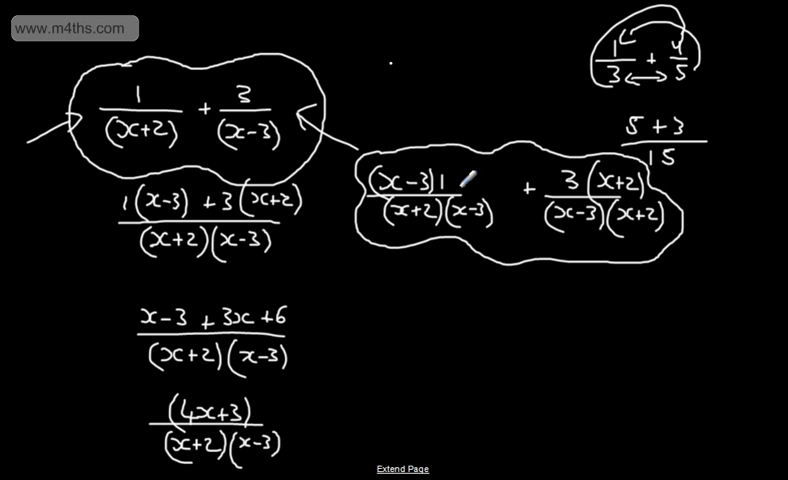 www.m4ths.com
1/(x+2) + 3/(x-3)
1(x-3) + 3(x+2)
(x+2)(x-3)
x-3 + 3x+6
(x+2)(x-3)
(4x+3)
(x+2)(x-3)
1/3 + 4/5
5 + 3
15
(x-3)1/(x+2)(x-3) + 3(x+2)/(x-3)(x+2)
Extend Page